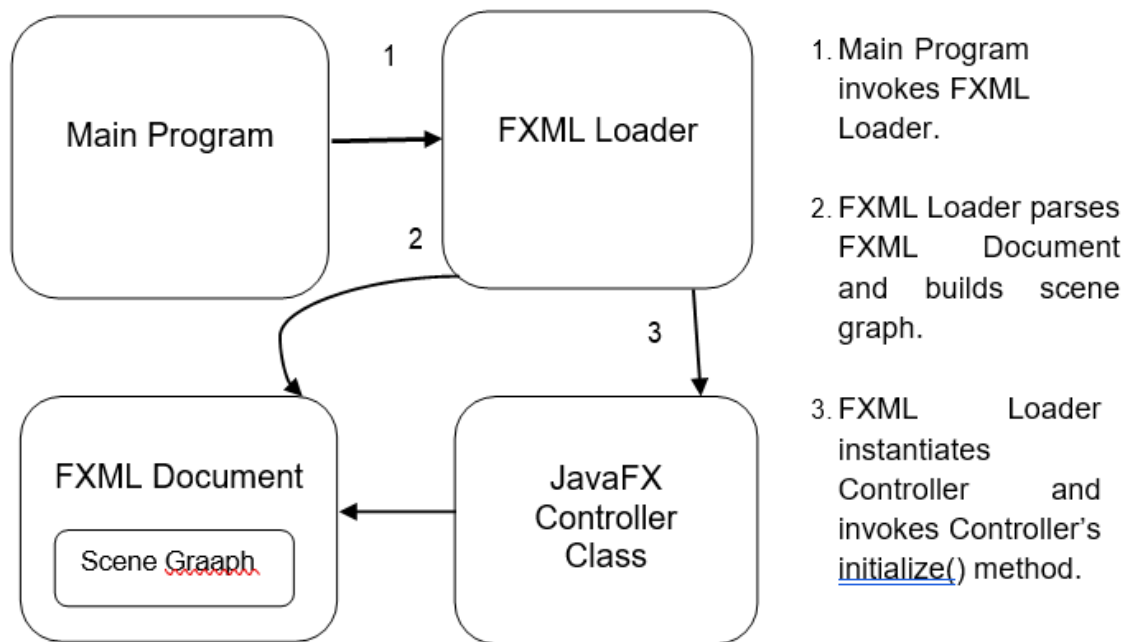 Main Program
1
FXML Loader
2
3
FXML Document
Scene Graaph
JavaFX
Controller
Class
1. Main Program
invokes FXML
Loader.
2. FXML Loader parses
FXML Document
and builds scene
graph.
3. FXML Loader
instantiates
Controller and
invokes Controller’s
initialize() method.